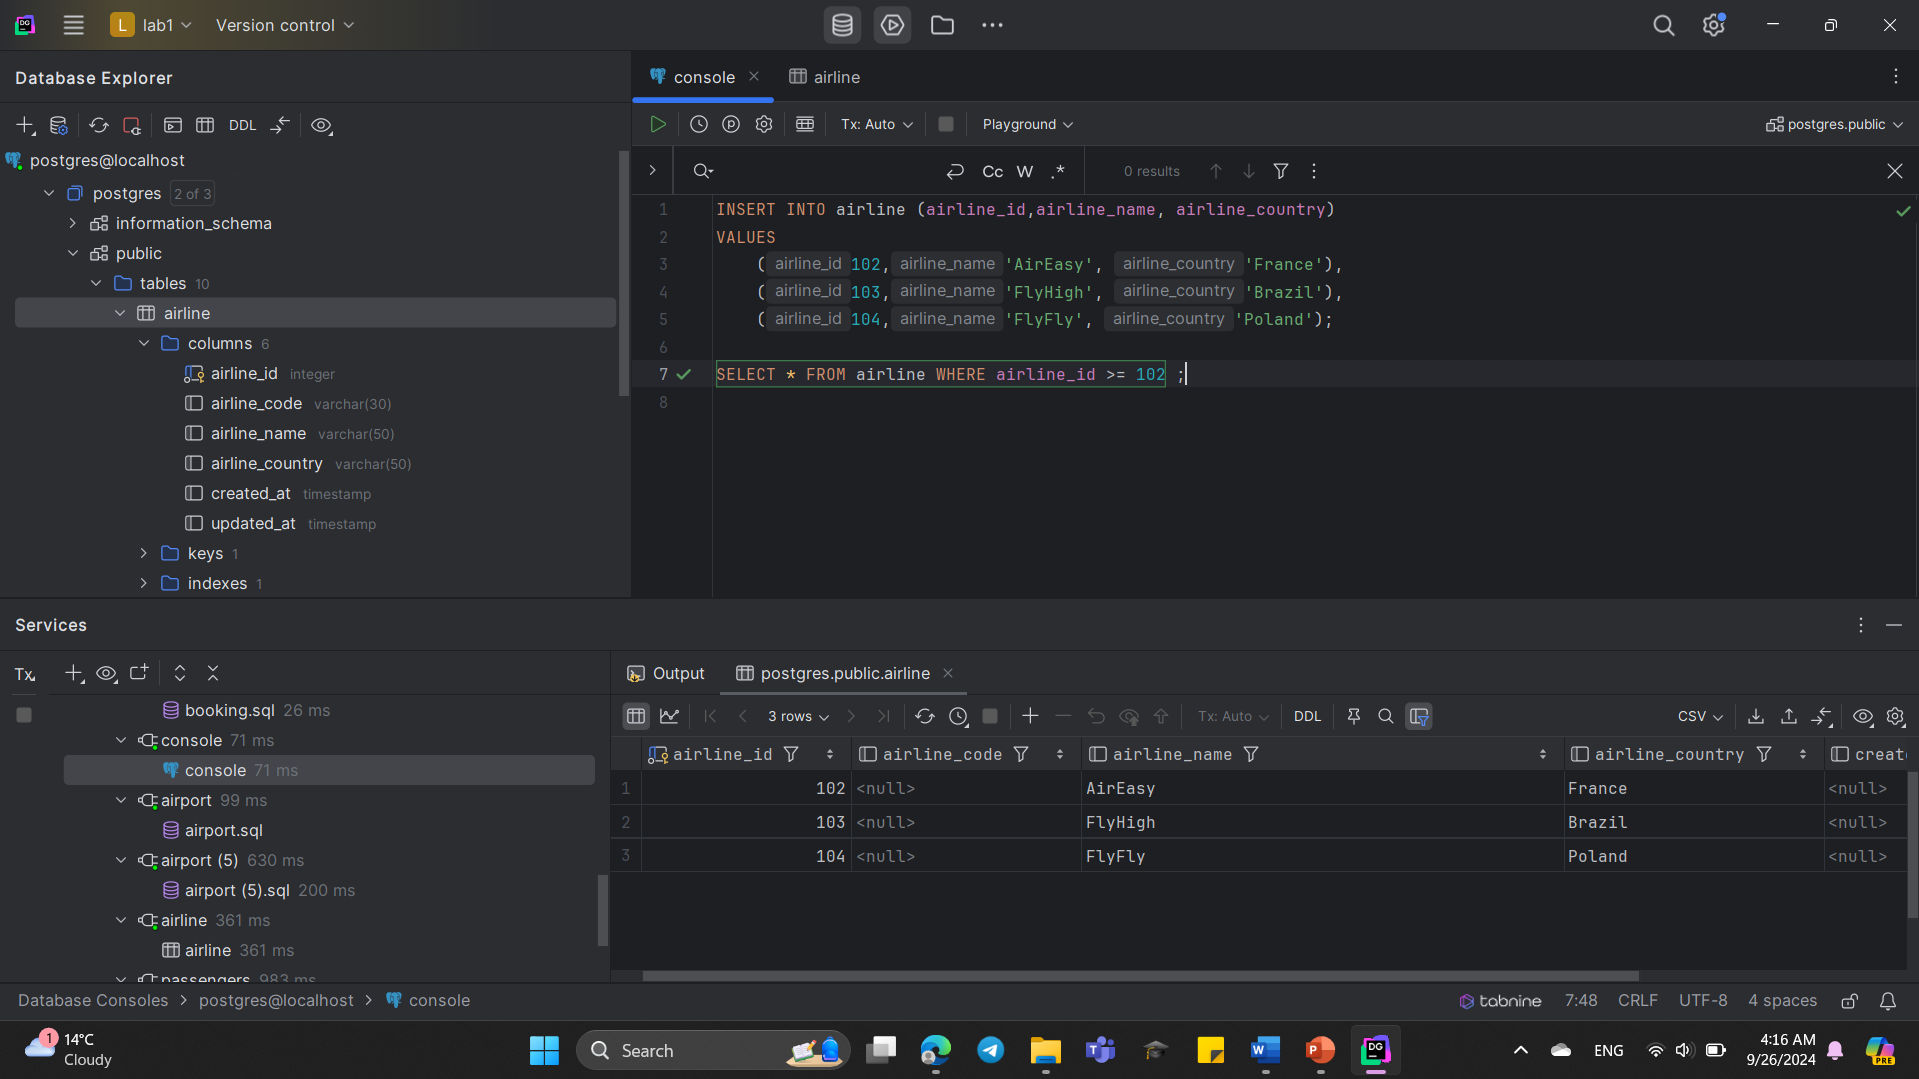 L lab1 Version control
Database Explorer
DDL
postgres@localhost
postgres 2 of 3
information_schema
public
tables 10
airline
columns 6
airline_id integer
airline_code varchar(30)
airline_name varchar(50)
airline_country varchar(50)
created_at timestamp
updated_at timestamp
keys 1
indexes 1
console airline
Tx: Auto Playground postgres.public
Cc W .* 0 results
1 INSERT INTO airline (airline_id,airline_name, airline_country)
2 VALUES
3 ( airline_id 102, airline_name 'AirEasy', airline_country 'France'),
4 ( airline_id 103, airline_name 'FlyHigh', airline_country 'Brazil'),
5 ( airline_id 104, airline_name 'FlyFly', airline_country 'Poland');
6
7 SELECT * FROM airline WHERE airline_id >= 102 ;
8
Services
Tx
booking.sql 26 ms
console 71 ms
console 71 ms
airport 99 ms
airport.sql
airport (5) 630 ms
airport (5).sql 200 ms
airline 361 ms
airline 361 ms
passengers 983 ms
Output postgres.public.airline
3 rows Tx: Auto DDL CSV
airline_id airline_code airline_name airline_country creat
1 102 <null> AirEasy France <null>
2 103 <null> FlyHigh Brazil <null>
3 104 <null> FlyFly Poland <null>
Database Consoles > postgres@localhost > console
tabnine 7:48 CRLF UTF-8 4 spaces
1 14°C
Cloudy
Search
ENG
4:16 AM
9/26/2024
PRE